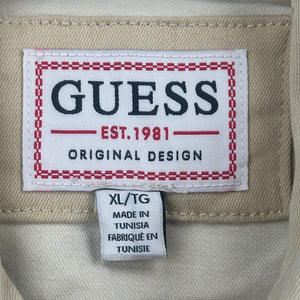 GUESS
EST. 1981
ORIGINAL DESIGN
XL/TG
MADE IN
TUNISIA
FABRIQUÉ EN
TUNISIE